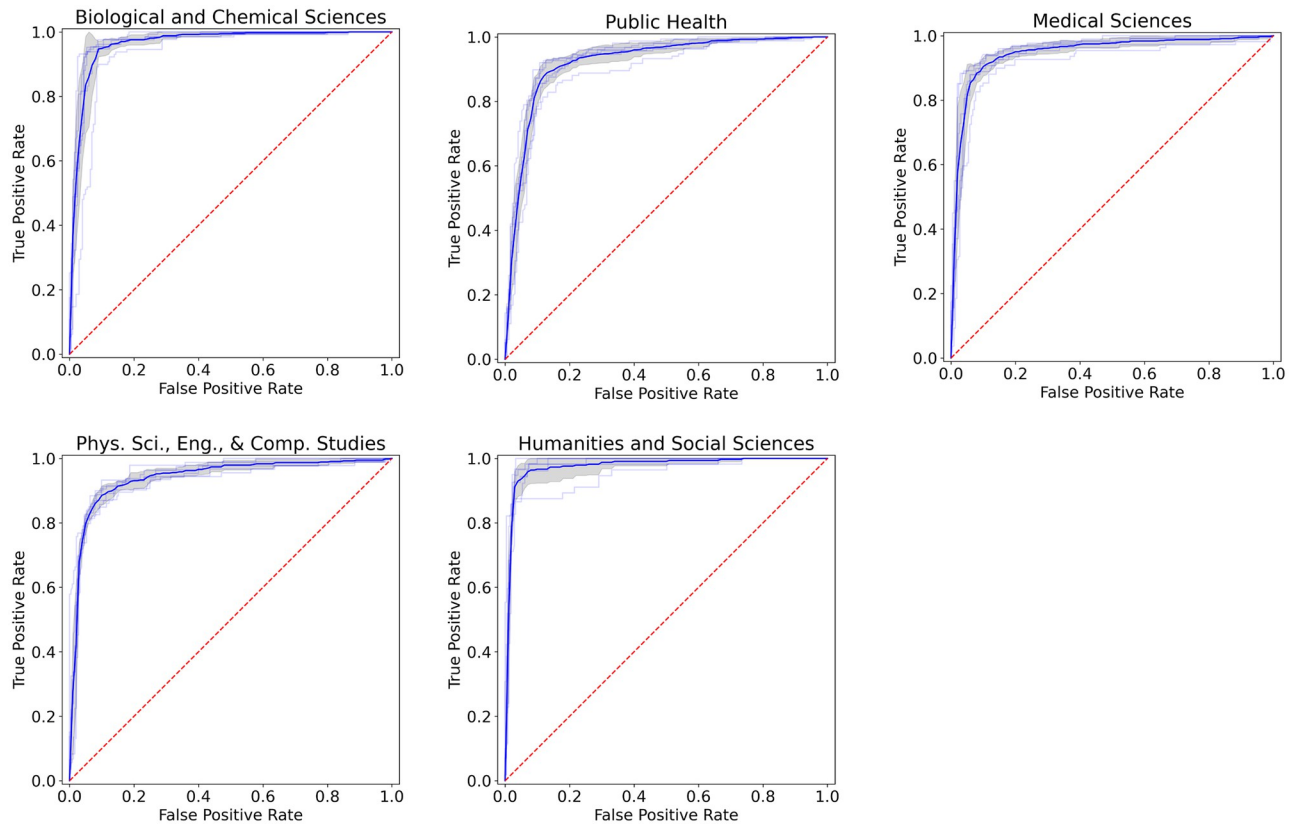 Biological and Chemical Sciences
1.0
0.8
0.6
0.4
0.2
0.0
True Positive Rate
0.0 0.2 0.4 0.6 0.8 1.0
False Positive Rate
Public Health
1.0
0.8
0.6
0.4
0.2
0.0
True Positive Rate
0.0 0.2 0.4 0.6 0.8 1.0
False Positive Rate
Medical Sciences
1.0
0.8
0.6
0.4
0.2
0.0
True Positive Rate
0.0 0.2 0.4 0.6 0.8 1.0
False Positive Rate
Phys. Sci., Eng., & Comp. Studies
1.0
0.8
0.6
0.4
0.2
0.0
True Positive Rate
0.0 0.2 0.4 0.6 0.8 1.0
False Positive Rate
Humanities and Social Sciences
1.0
0.8
0.6
0.4
0.2
0.0
True Positive Rate
0.0 0.2 0.4 0.6 0.8 1.0
False Positive Rate